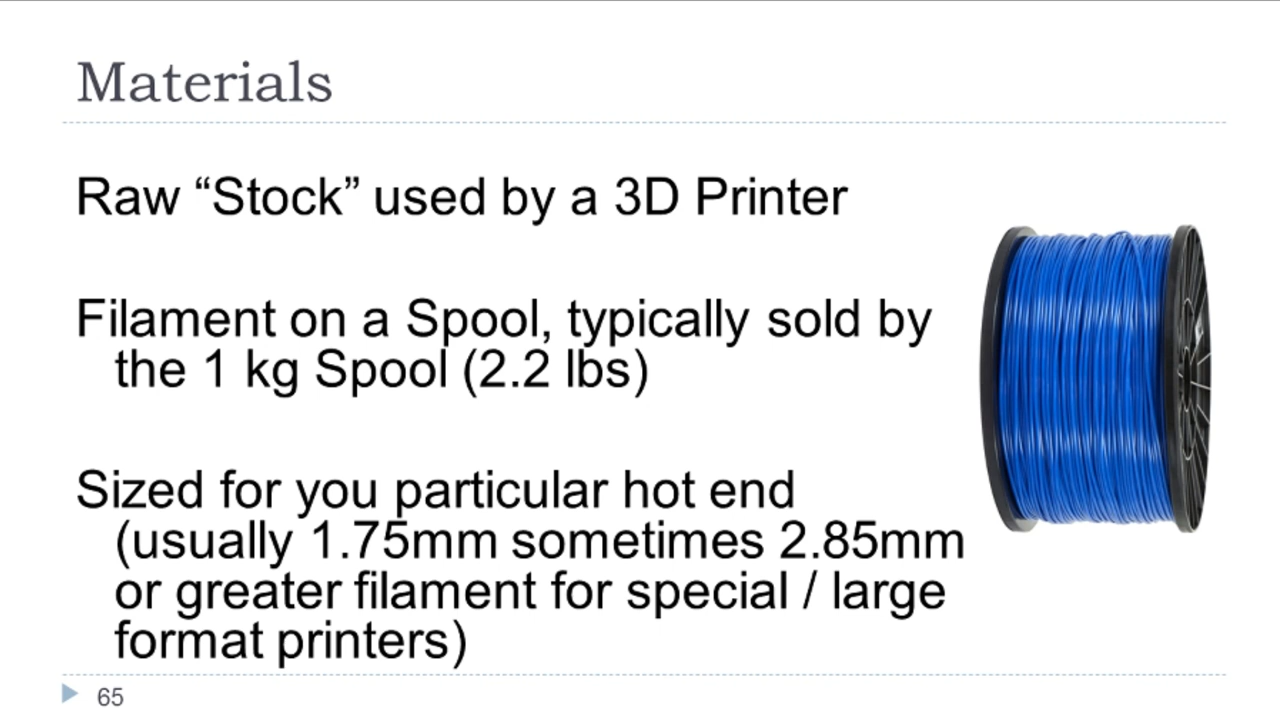 Materials
Raw “Stock” used by a 3D Printer
Filament on a Spool, typically sold by
the 1 kg Spool (2.2 lbs)
Sized for you particular hot end
(usually 1.75mm sometimes 2.85mm
or greater filament for special / large
format printers)
65